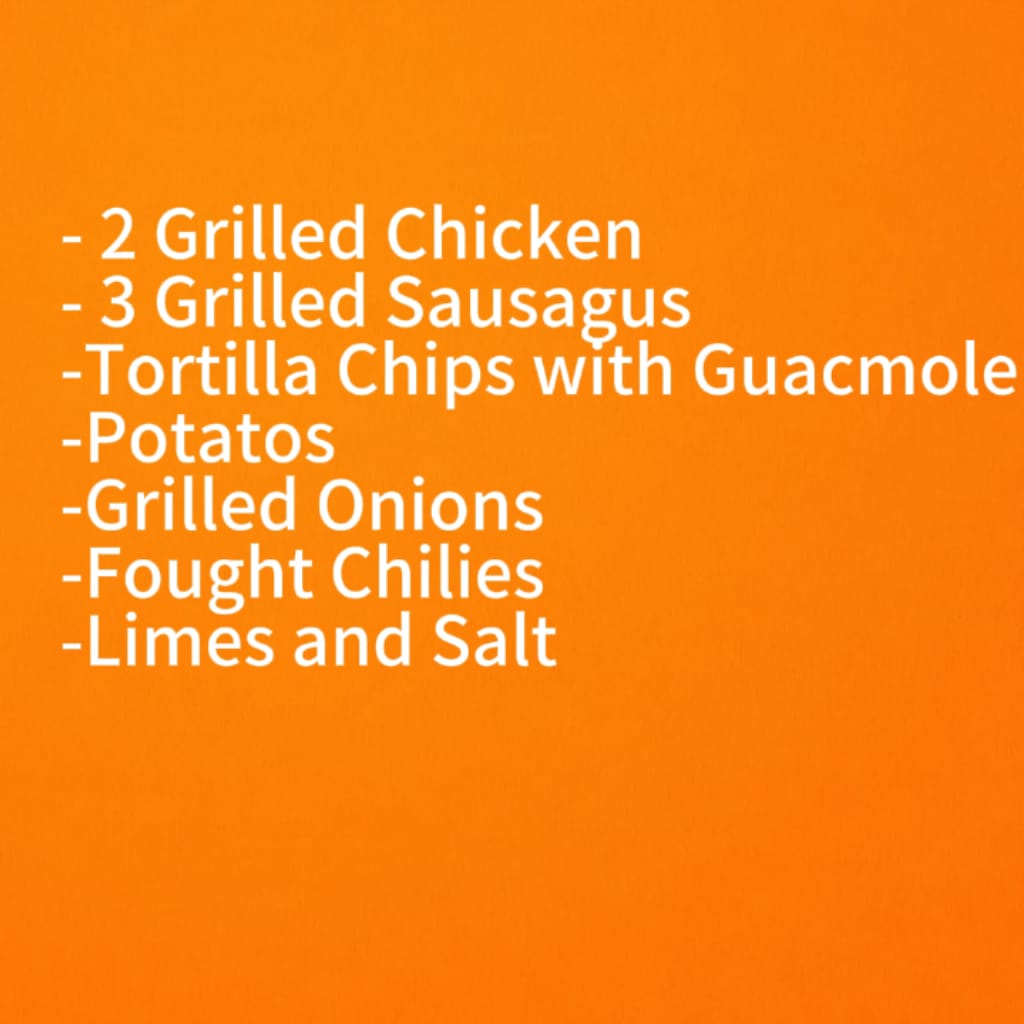 - 2 Grilled Chicken
- 3 Grilled Sausagus
-Tortilla Chips with Guacmole
-Potatos
-Grilled Onions
-Fought Chilies
-Limes and Salt